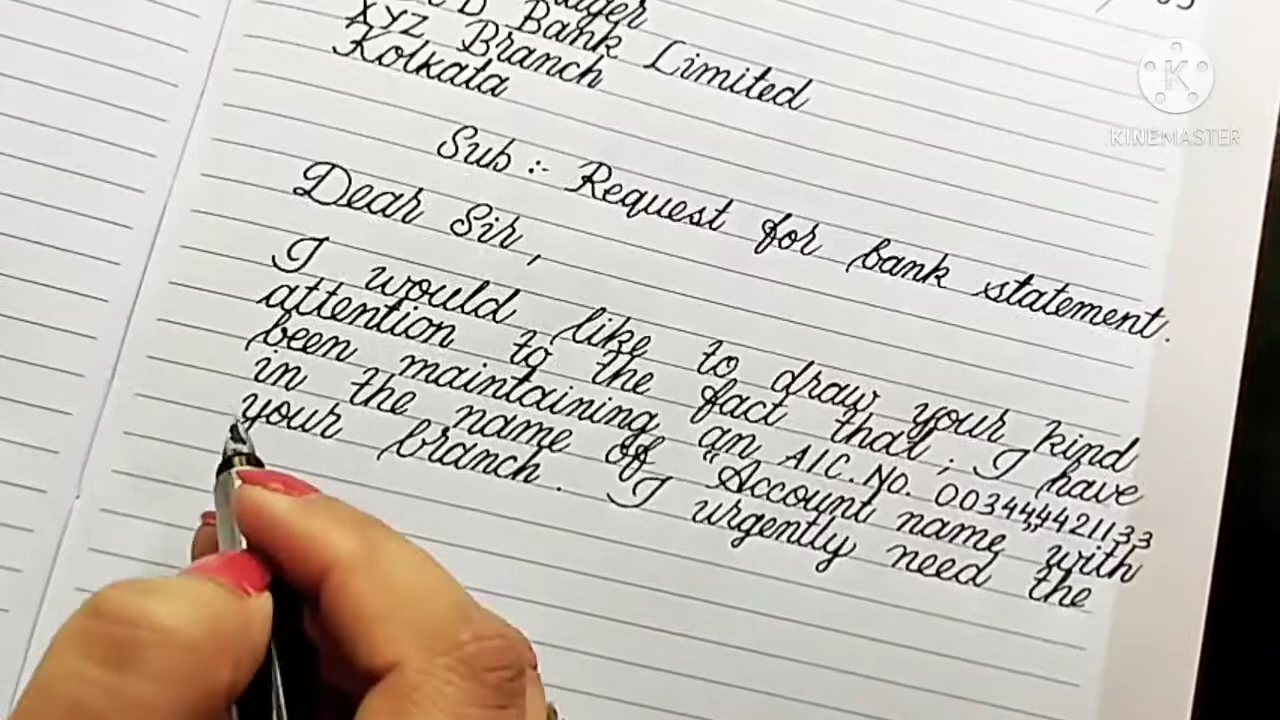 Bank Limited
XYZ Branch
Kolkata
Sub :- Request for bank statement.
Dear Sir,
I would like to draw your kind
attention to the fact that, I have
been maintaining an A/C. No. 00344421133
in the name of "Account name" with
your branch. I urgently need the
K
KINEMASTER